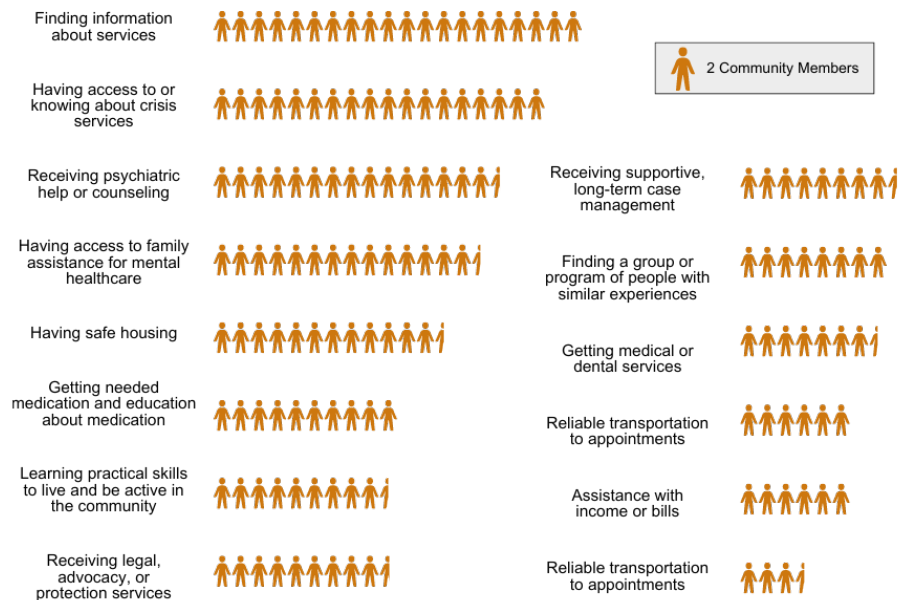 Finding information
about services
Having access to or
knowing about crisis
services
Receiving psychiatric
help or counseling
Having access to family
assistance for mental
healthcare
Having safe housing
Getting needed
medication and education
about medication
Learning practical skills
to live and be active in
the community
Receiving legal,
advocacy, or
protection services
2 Community Members
Receiving supportive,
long-term case
management
Finding a group or
program of people with
similar experiences
Getting medical or
dental services
Reliable transportation
to appointments
Assistance with
income or bills
Reliable transportation
to appointments